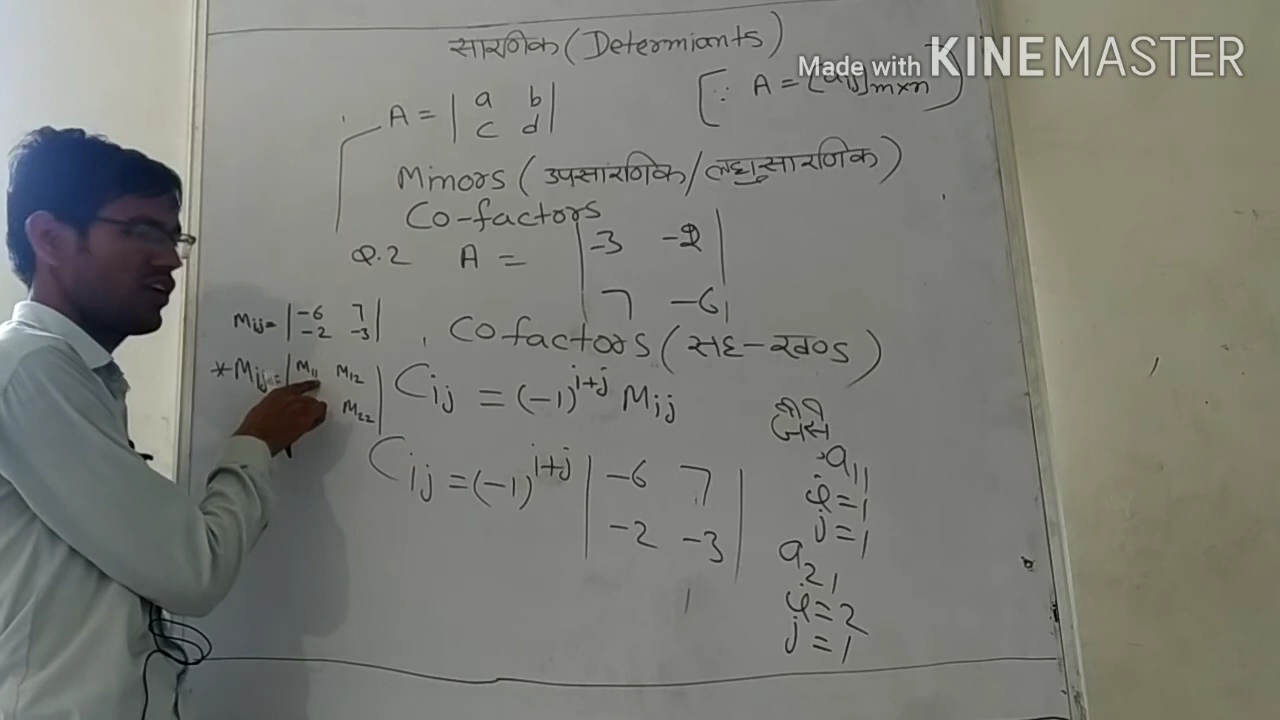 Made with KINEMASTER
सारणिक (Determiants)
A = | a b | [∵ A = [aij]m×n]
| c d |
Minors (उपसारणिक/लघुसारणिक)
Co-factors
Q.2 A = | -3 -2 |
| 7 -6 |
Mij = | -6 7 |
| -2 -3 |
Cofactors (सह-खण्ड)
*Mij = | M11 M12 |
| M22 |
Cij = (-1)^i+j Mij
Cij = (-1)^i+j | -6 7 |
| -2 -3 |
जैसे
a11
i=1
j=1
a21
i=2
j=1